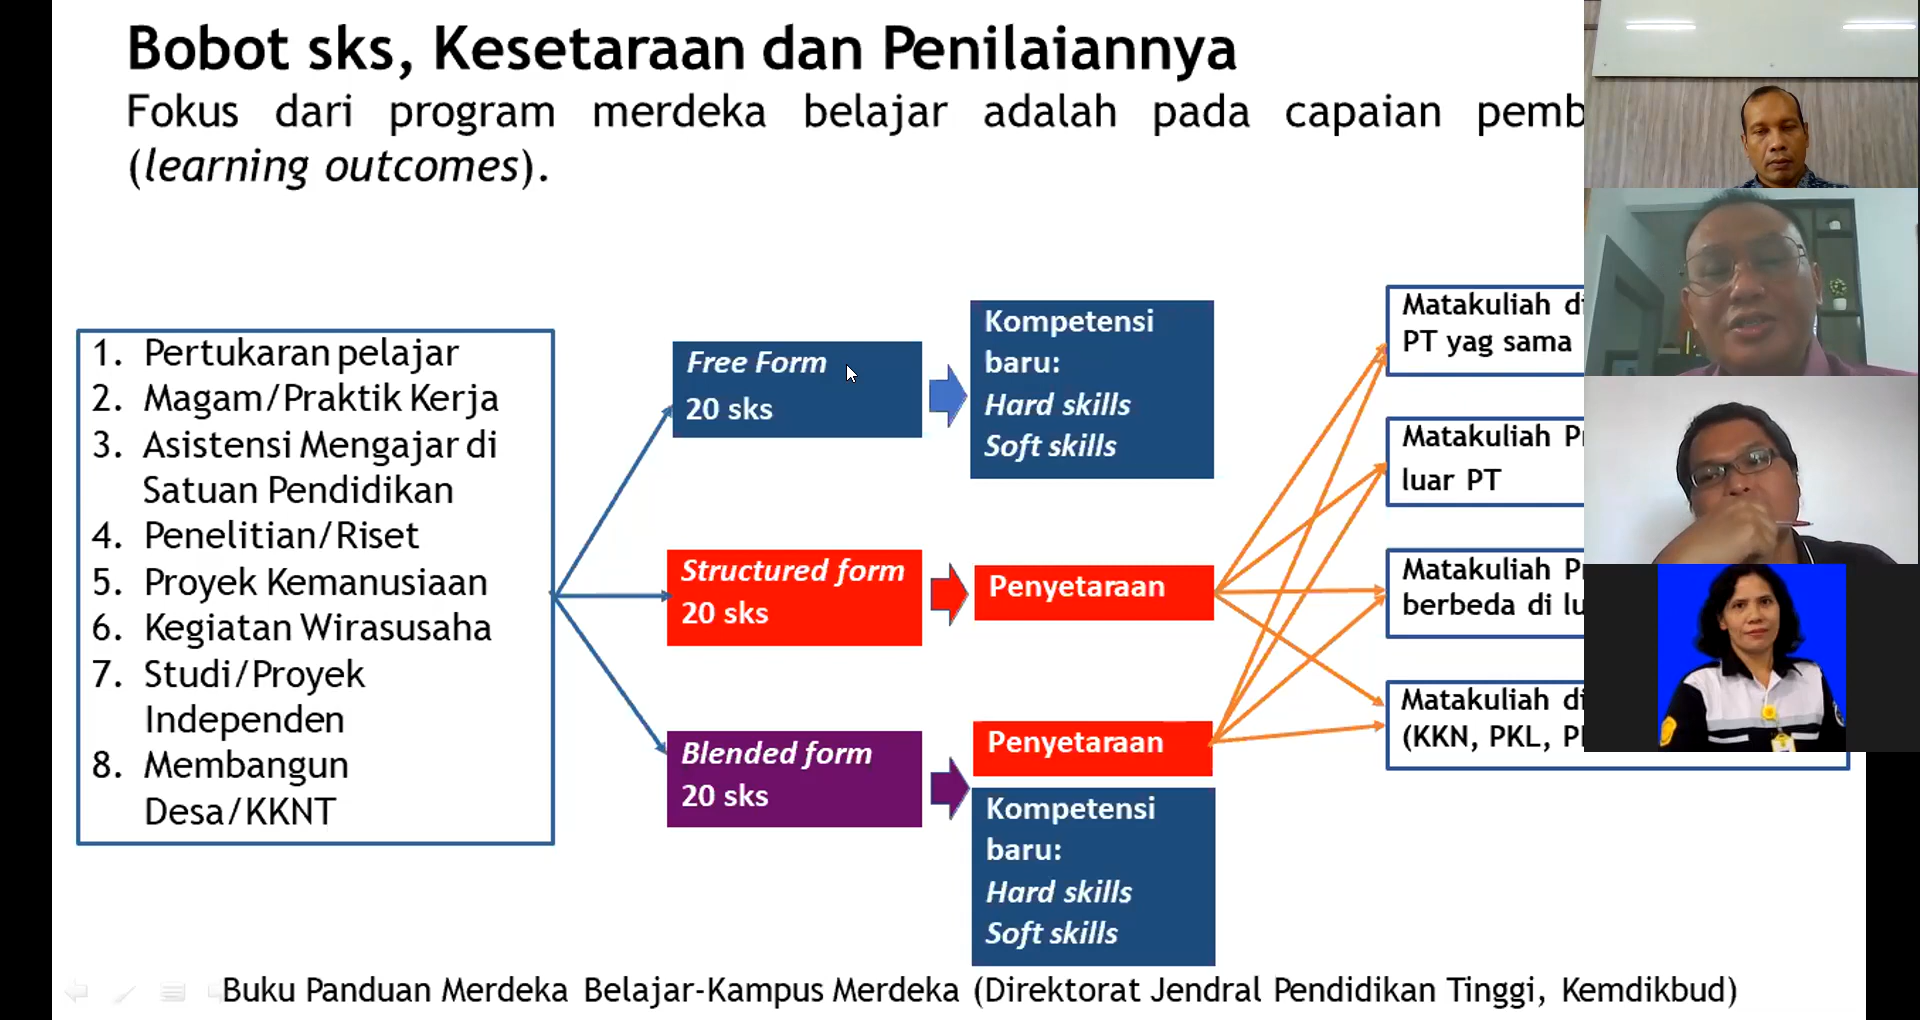 Bobot sks, Kesetaraan dan Penilaiannya
Fokus dari program merdeka belajar adalah pada capaian
(learning outcomes).
1. Pertukaran pelajar
2. Magam/Praktik Kerja
3. Asistensi Mengajar di
Satuan Pendidikan
4. Penelitian/Riset
5. Proyek Kemanusiaan
6. Kegiatan Wirasusaha
7. Studi/Proyek
Independen
8. Membangun
Desa/KKNT
Free Form
20 sks
Kompetensi
baru:
Hard skills
Soft skills
Structured form
20 sks
Penyetaraan
Blended form
20 sks
Penyetaraan
Kompetensi
baru:
Hard skills
Soft skills
Matakuliah
PT yag sama
Matakuliah
luar PT
Matakuliah
berbeda di
Matakuliah
(KKN, PKL,
Buku Panduan Merdeka Belajar-Kampus Merdeka (Direktorat Jendral Pendidikan Tinggi, Kemdikbud)